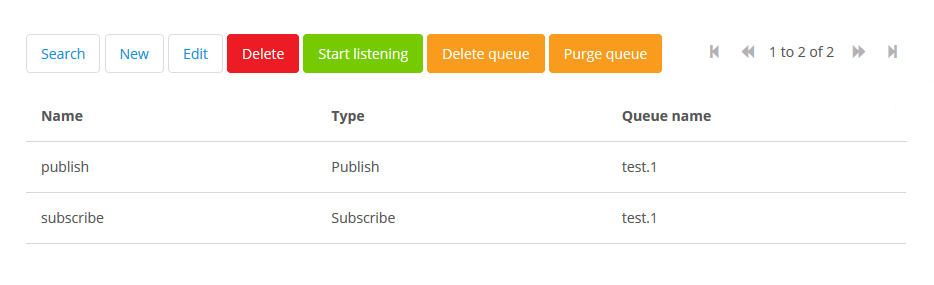 Search New Edit Delete Start listening Delete queue Purge queue 1 to 2 of 2
Name Type Queue name
publish Publish test.1
subscribe Subscribe test.1